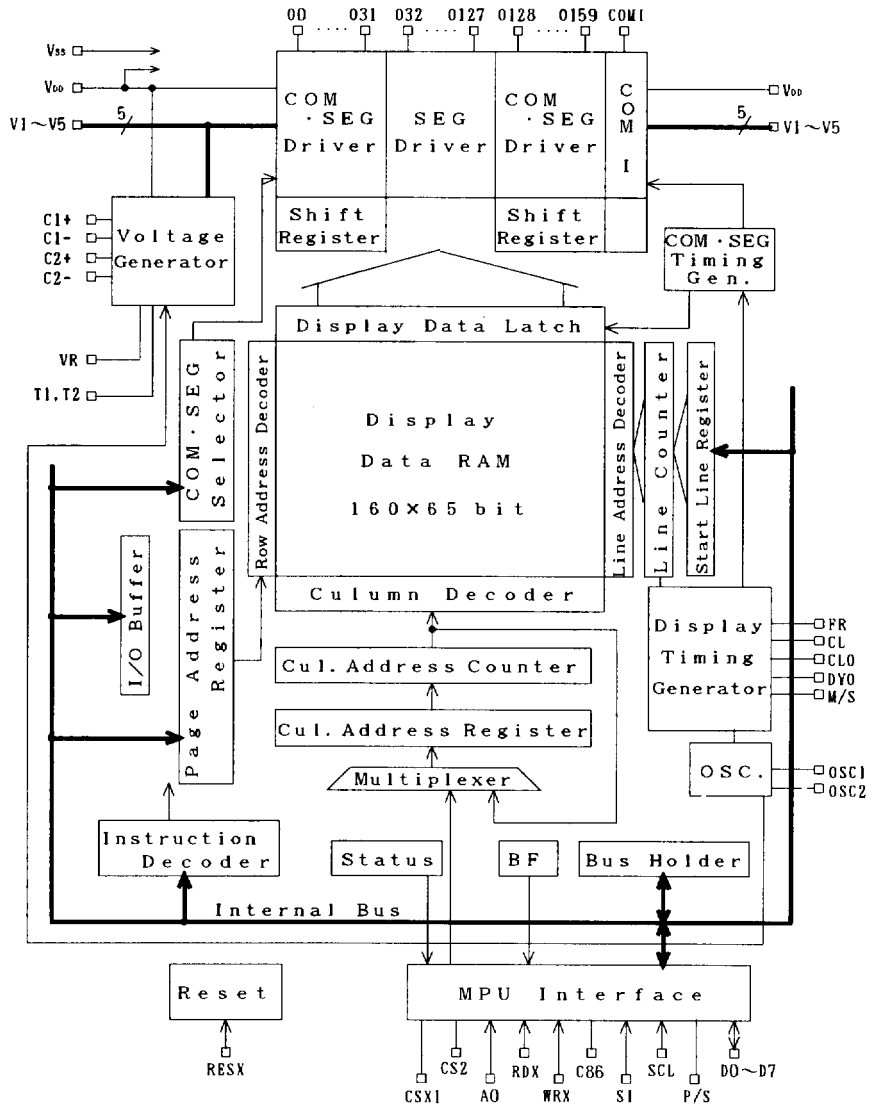 O0 ····· O31 O32 O127 O128 ····· O159 COMI
Vss
VDD
V1~V5
5
COM
·SEG
Driver
SEG
Driver
COM
·SEG
Driver
COM I
VDD
5
V1~V5
Shift
Register
Shift
Register
C1+
C1-
C2+
C2-
Voltage
Generator
COM·SEG
Timing
Gen.
VR
T1,T2
Display Data Latch
COM·SEG
Selector
Row Address Decoder
Display
Data RAM
160×65 bit
Line Address Decoder
Line Counter
Start Line Register
I/O Buffer
Page Address
Register
Culumn Decoder
Cul. Address Counter
Cul. Address Register
Multiplexer
Display
Timing
Generator
FR
CL
CLO
DYO
M/S
OSC.
OSC1
OSC2
Instruction
Decoder
Status
BF
Bus Holder
Internal Bus
Reset
MPU Interface
RESX
CSX1
CS2
A0
RDX
WRX
C86
SI
SCL
P/S
D0~D7